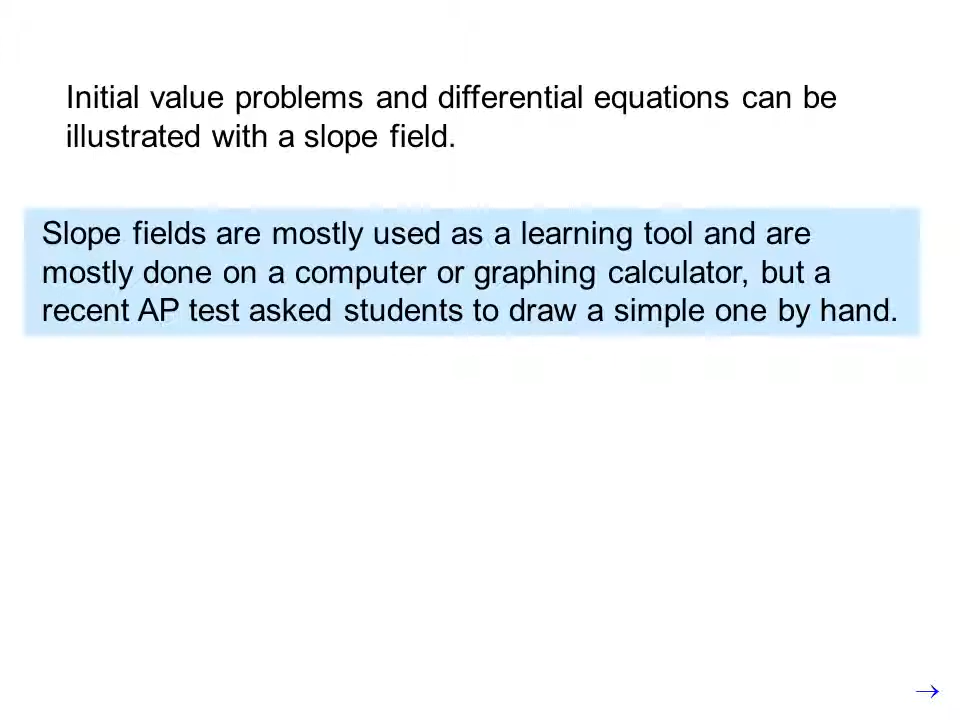 Initial value problems and differential equations can be
illustrated with a slope field.
Slope fields are mostly used as a learning tool and are
mostly done on a computer or graphing calculator, but a
recent AP test asked students to draw a simple one by hand.
→